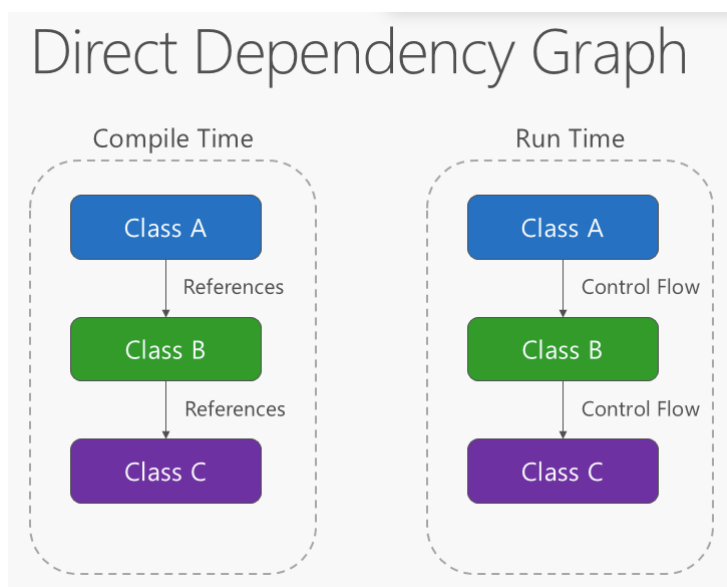 Direct Dependency Graph
Compile Time
Class A
References
Class B
References
Class C
Run Time
Class A
Control Flow
Class B
Control Flow
Class C